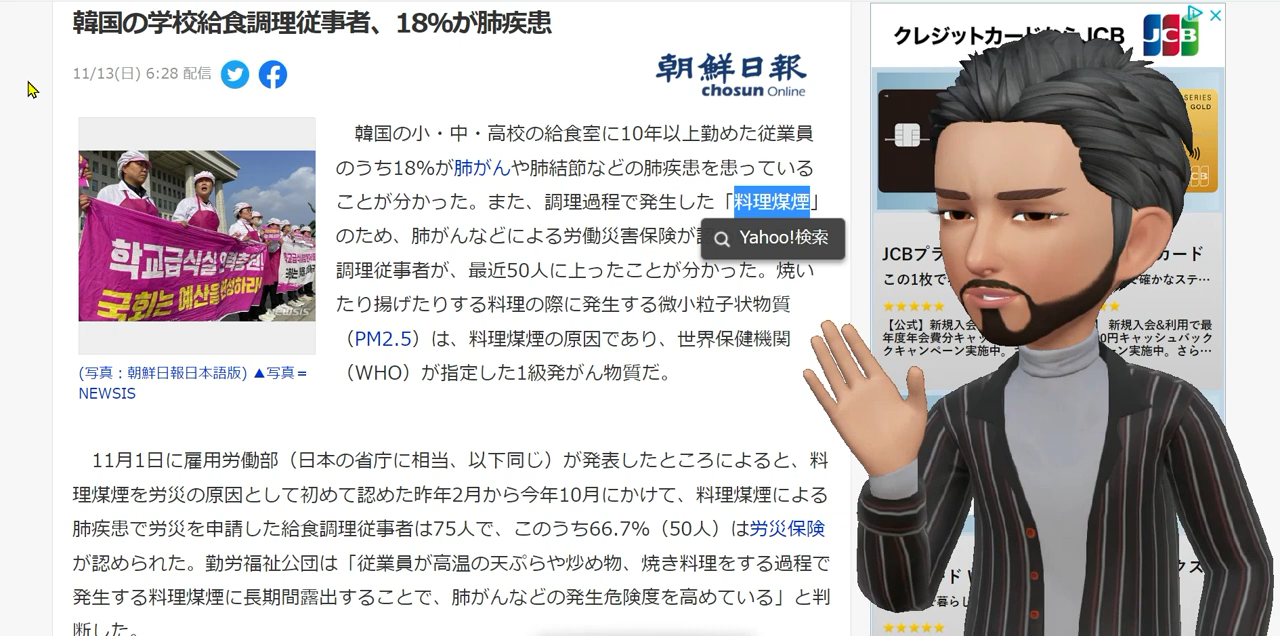 韓国の学校給食調理従事者、18%が肺疾患
11/13(日) 6:28 配信
朝鮮日報
chosun Online
韓国の小・中・高校の給食室に10年以上勤めた従業員
のうち18%が肺がんや肺結節などの肺疾患を患っている
ことが分かった。また、調理過程で発生した「料理煤煙」
のため、肺がんなどによる労働災害保険が
Yahoo!検索
調理従事者が、最近50人に上ったことが分かった。焼い
たり揚げたりする料理の際に発生する微小粒子状物質
（PM2.5）は、料理煤煙の原因であり、世界保健機関
（WHO）が指定した1級発がん物質だ。
학교급식실
국회는 예산을
NEWSIS
(写真：朝鮮日報日本語版) ▲写真＝
NEWSIS
11月1日に雇用労働部（日本の省庁に相当、以下同じ）が発表したところによると、料
理煤煙を労災の原因として初めて認めた昨年2月から今年10月にかけて、料理煤煙による
肺疾患で労災を申請した給食調理従事者は75人で、このうち66.7%（50人）は労災保険
が認められた。勤労福祉公団は「従業員が高温の天ぷらや炒め物、焼き料理をする過程で
発生する料理煤煙に長期間露出することで、肺がんなどの発生危険度を高めている」と判
断した。
クレジットカードならJCB
JCB
SERIES
GOLD
JCB
JCBプラ
カード
この1枚で
で確かなステ…
【公式】新規入会
新規入会&利用で最
年度年会費分キャッ
0円キャッシュバック
クキャンペーン実施中。
ン実施中。さら…